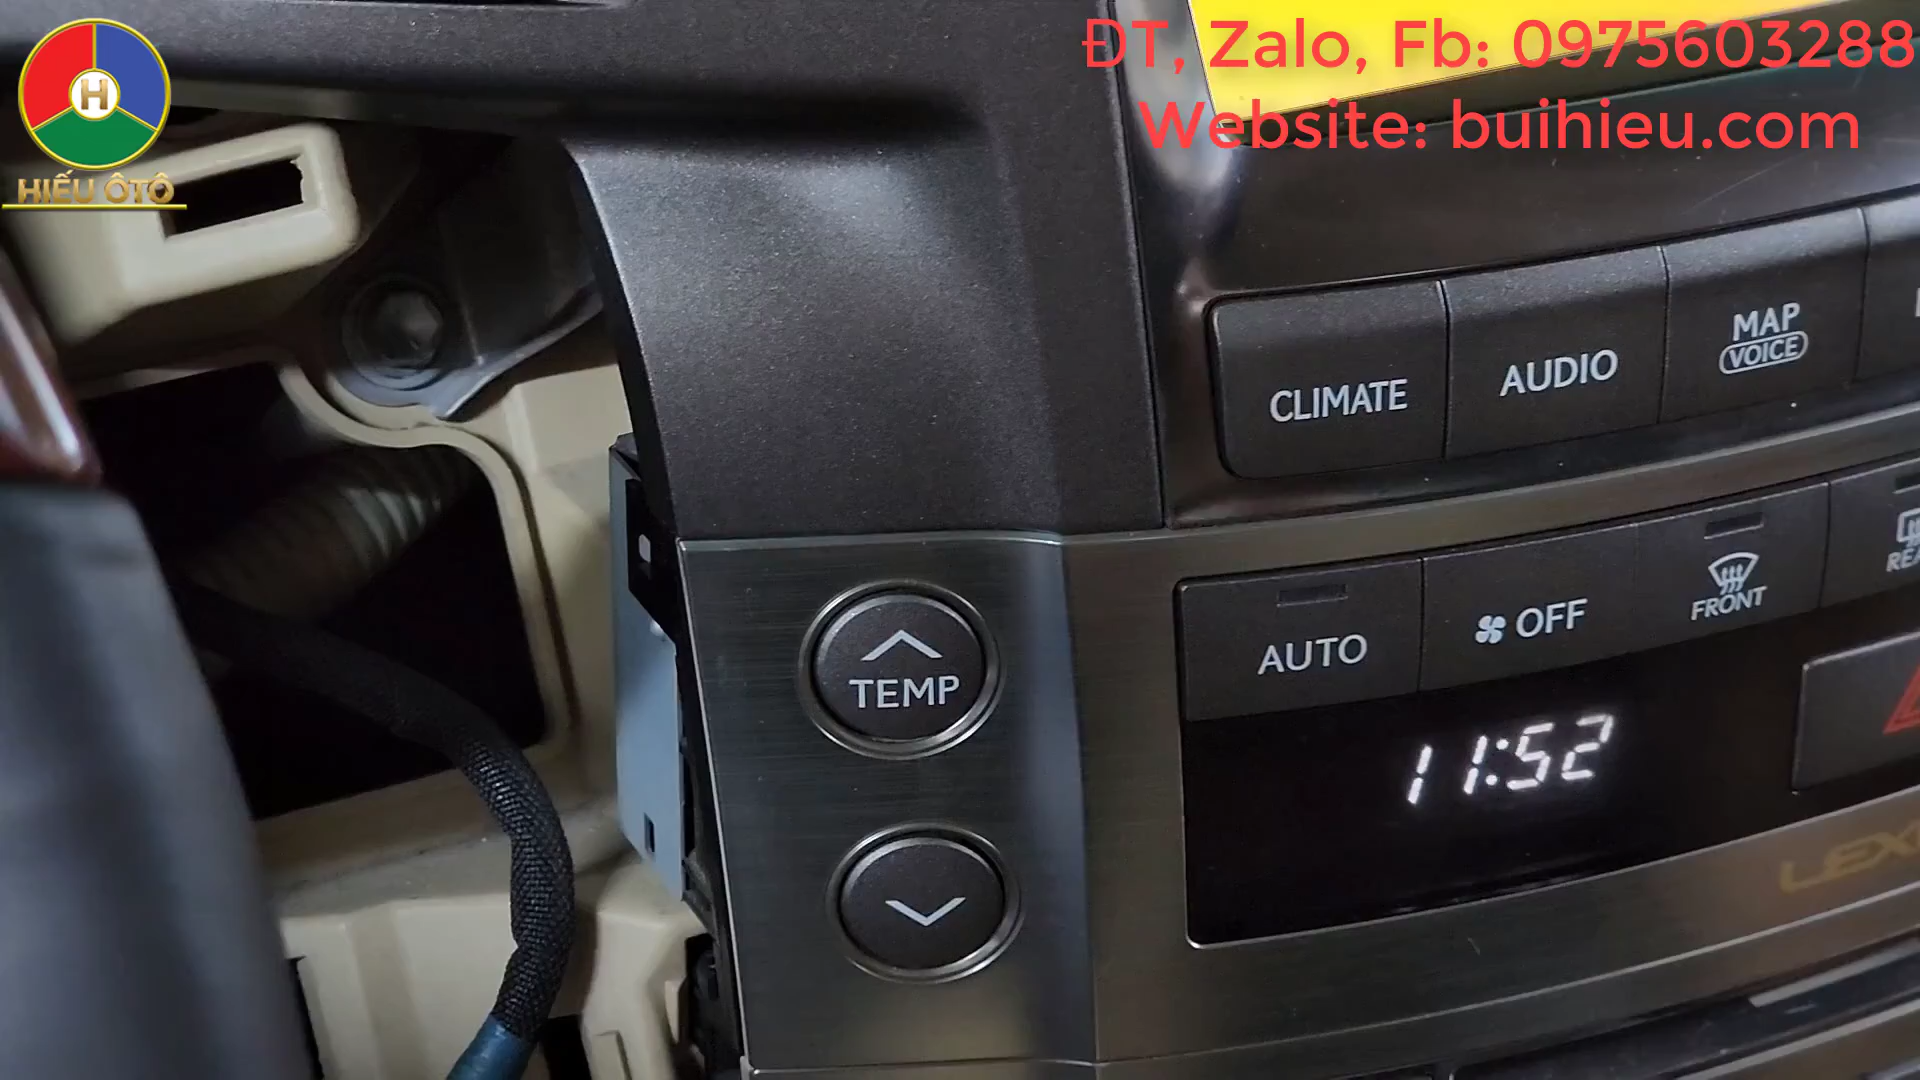 ĐT, Zalo, Fb: 0975603288
Website: buihieu.com
H
HIẾU ÔTÔ
CLIMATE
AUDIO
MAP
VOICE
AUTO
OFF
FRONT
TEMP
11:52